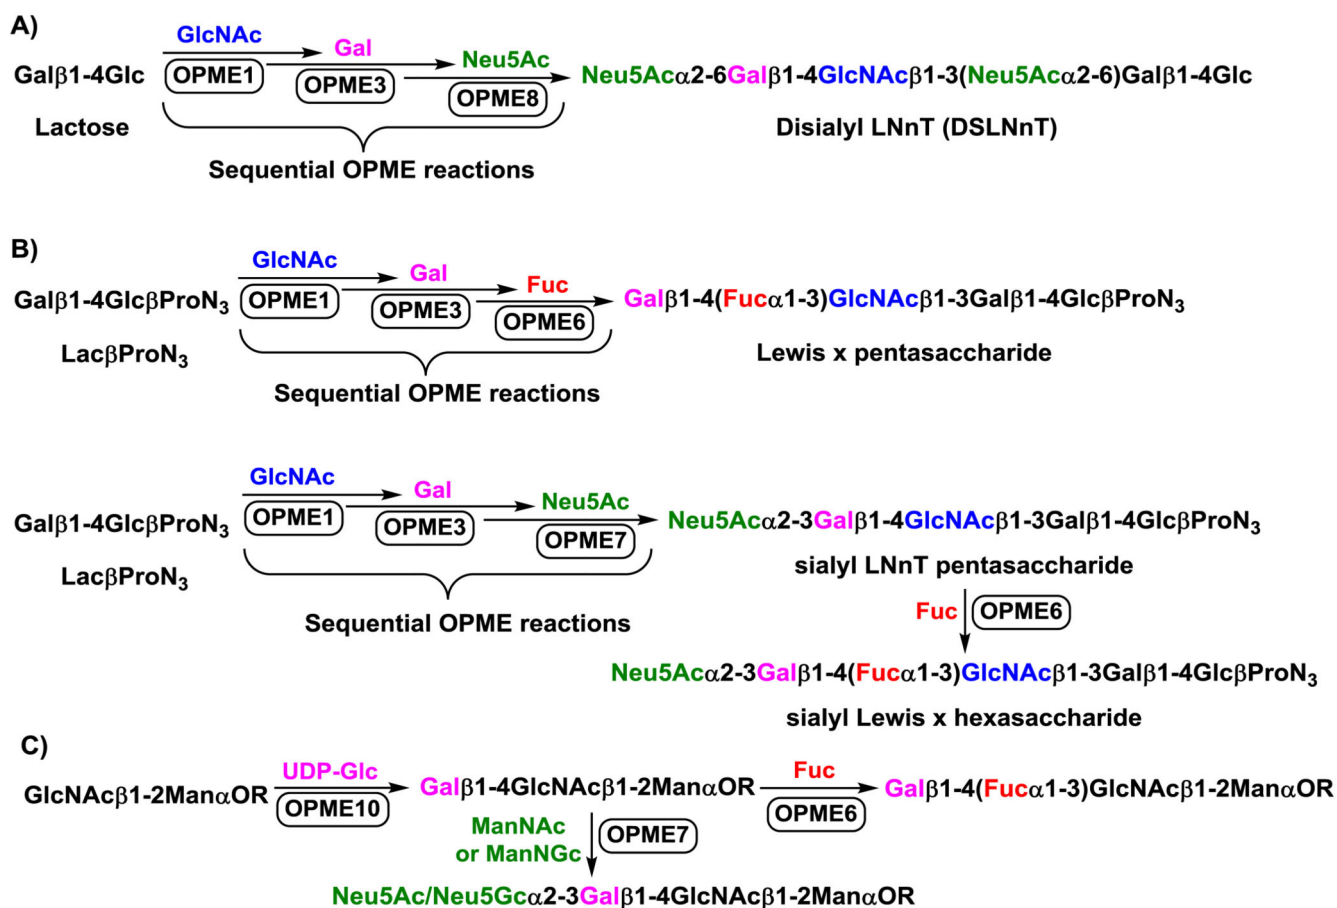 A)
GlcNAc
Gal
Neu5Ac
Galβ1-4Glc
OPME1
OPME3
OPME8
Neu5Acα2-6Galβ1-4GlcNAcβ1-3(Neu5Acα2-6)Galβ1-4Glc
Lactose
Disialyl LNnT (DSLNnT)
Sequential OPME reactions
B)
GlcNAc
Gal
Fuc
Galβ1-4GlcβProN₃
OPME1
OPME3
OPME6
Galβ1-4(Fucα1-3)GlcNAcβ1-3Galβ1-4GlcβProN₃
LacβProN₃
Lewis x pentasaccharide
Sequential OPME reactions
GlcNAc
Gal
Neu5Ac
Galβ1-4GlcβProN₃
OPME1
OPME3
OPME7
Neu5Acα2-3Galβ1-4GlcNAcβ1-3Galβ1-4GlcβProN₃
LacβProN₃
sialyl LNnT pentasaccharide
Sequential OPME reactions
Fuc OPME6
Neu5Acα2-3Galβ1-4(Fucα1-3)GlcNAcβ1-3Galβ1-4GlcβProN₃
sialyl Lewis x hexasaccharide
C)
UDP-Glc
Fuc
GlcNAcβ1-2ManαOR
OPME10
Galβ1-4GlcNAcβ1-2ManαOR
OPME6
Galβ1-4(Fucα1-3)GlcNAcβ1-2ManαOR
ManNAc
or ManNGc
OPME7
Neu5Ac/Neu5Gcα2-3Galβ1-4GlcNAcβ1-2ManαOR